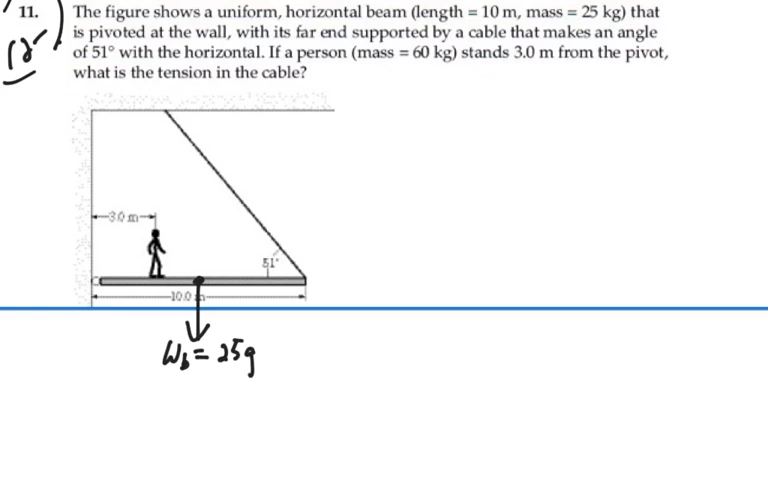 11. The figure shows a uniform, horizontal beam (length = 10 m, mass = 25 kg) that
is pivoted at the wall, with its far end supported by a cable that makes an angle
of 51° with the horizontal. If a person (mass = 60 kg) stands 3.0 m from the pivot,
what is the tension in the cable?
3.0 m
51°
10.0 m
W_b = 25g